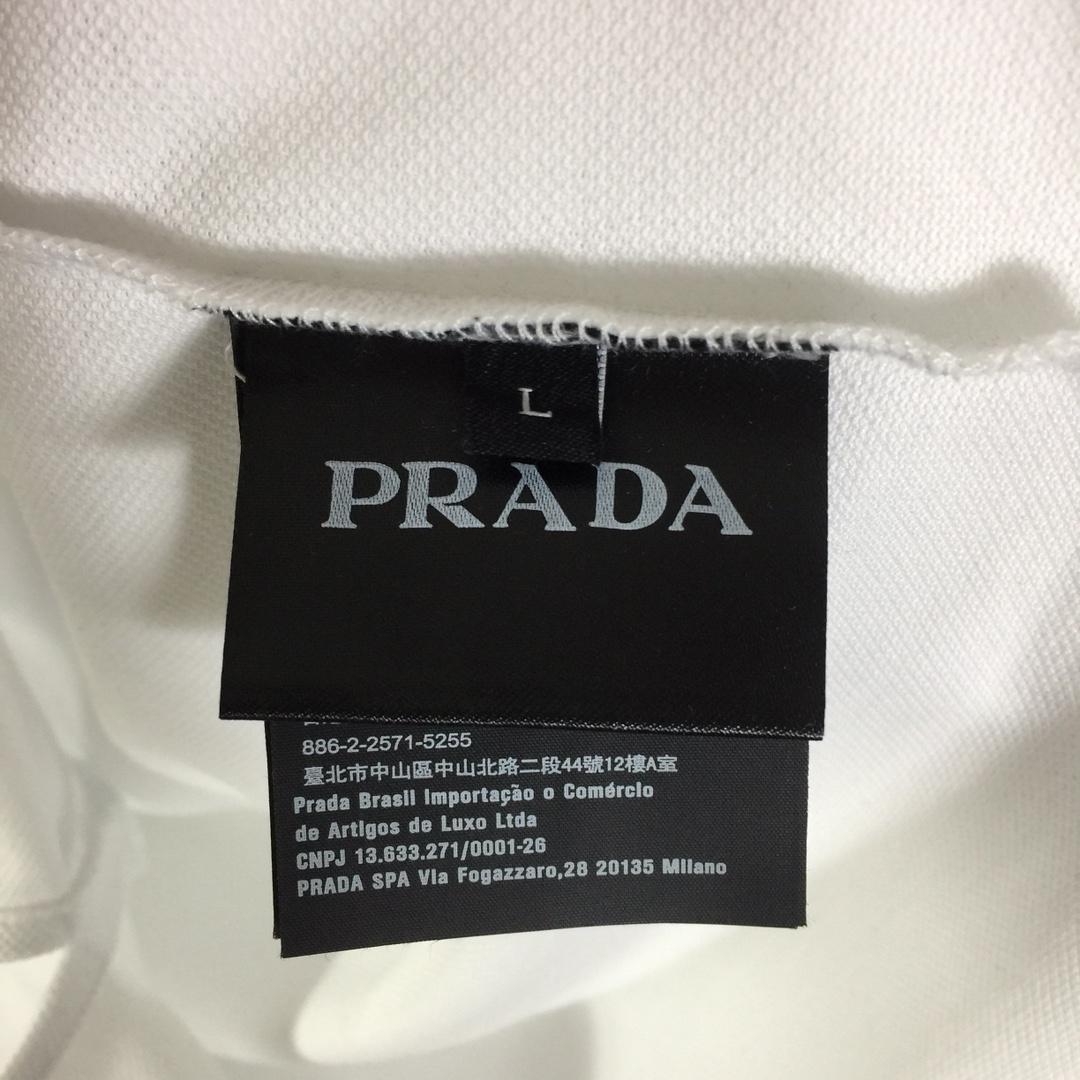 L
PRADA
886-2-2571-5255
臺北市中山區中山北路二段44號12樓A室
Prada Brasil Importação o Comércio
de Artigos de Luxo Ltda
CNPJ 13.633.271/0001-26
PRADA SPA Via Fogazzaro,28 20135 Milano